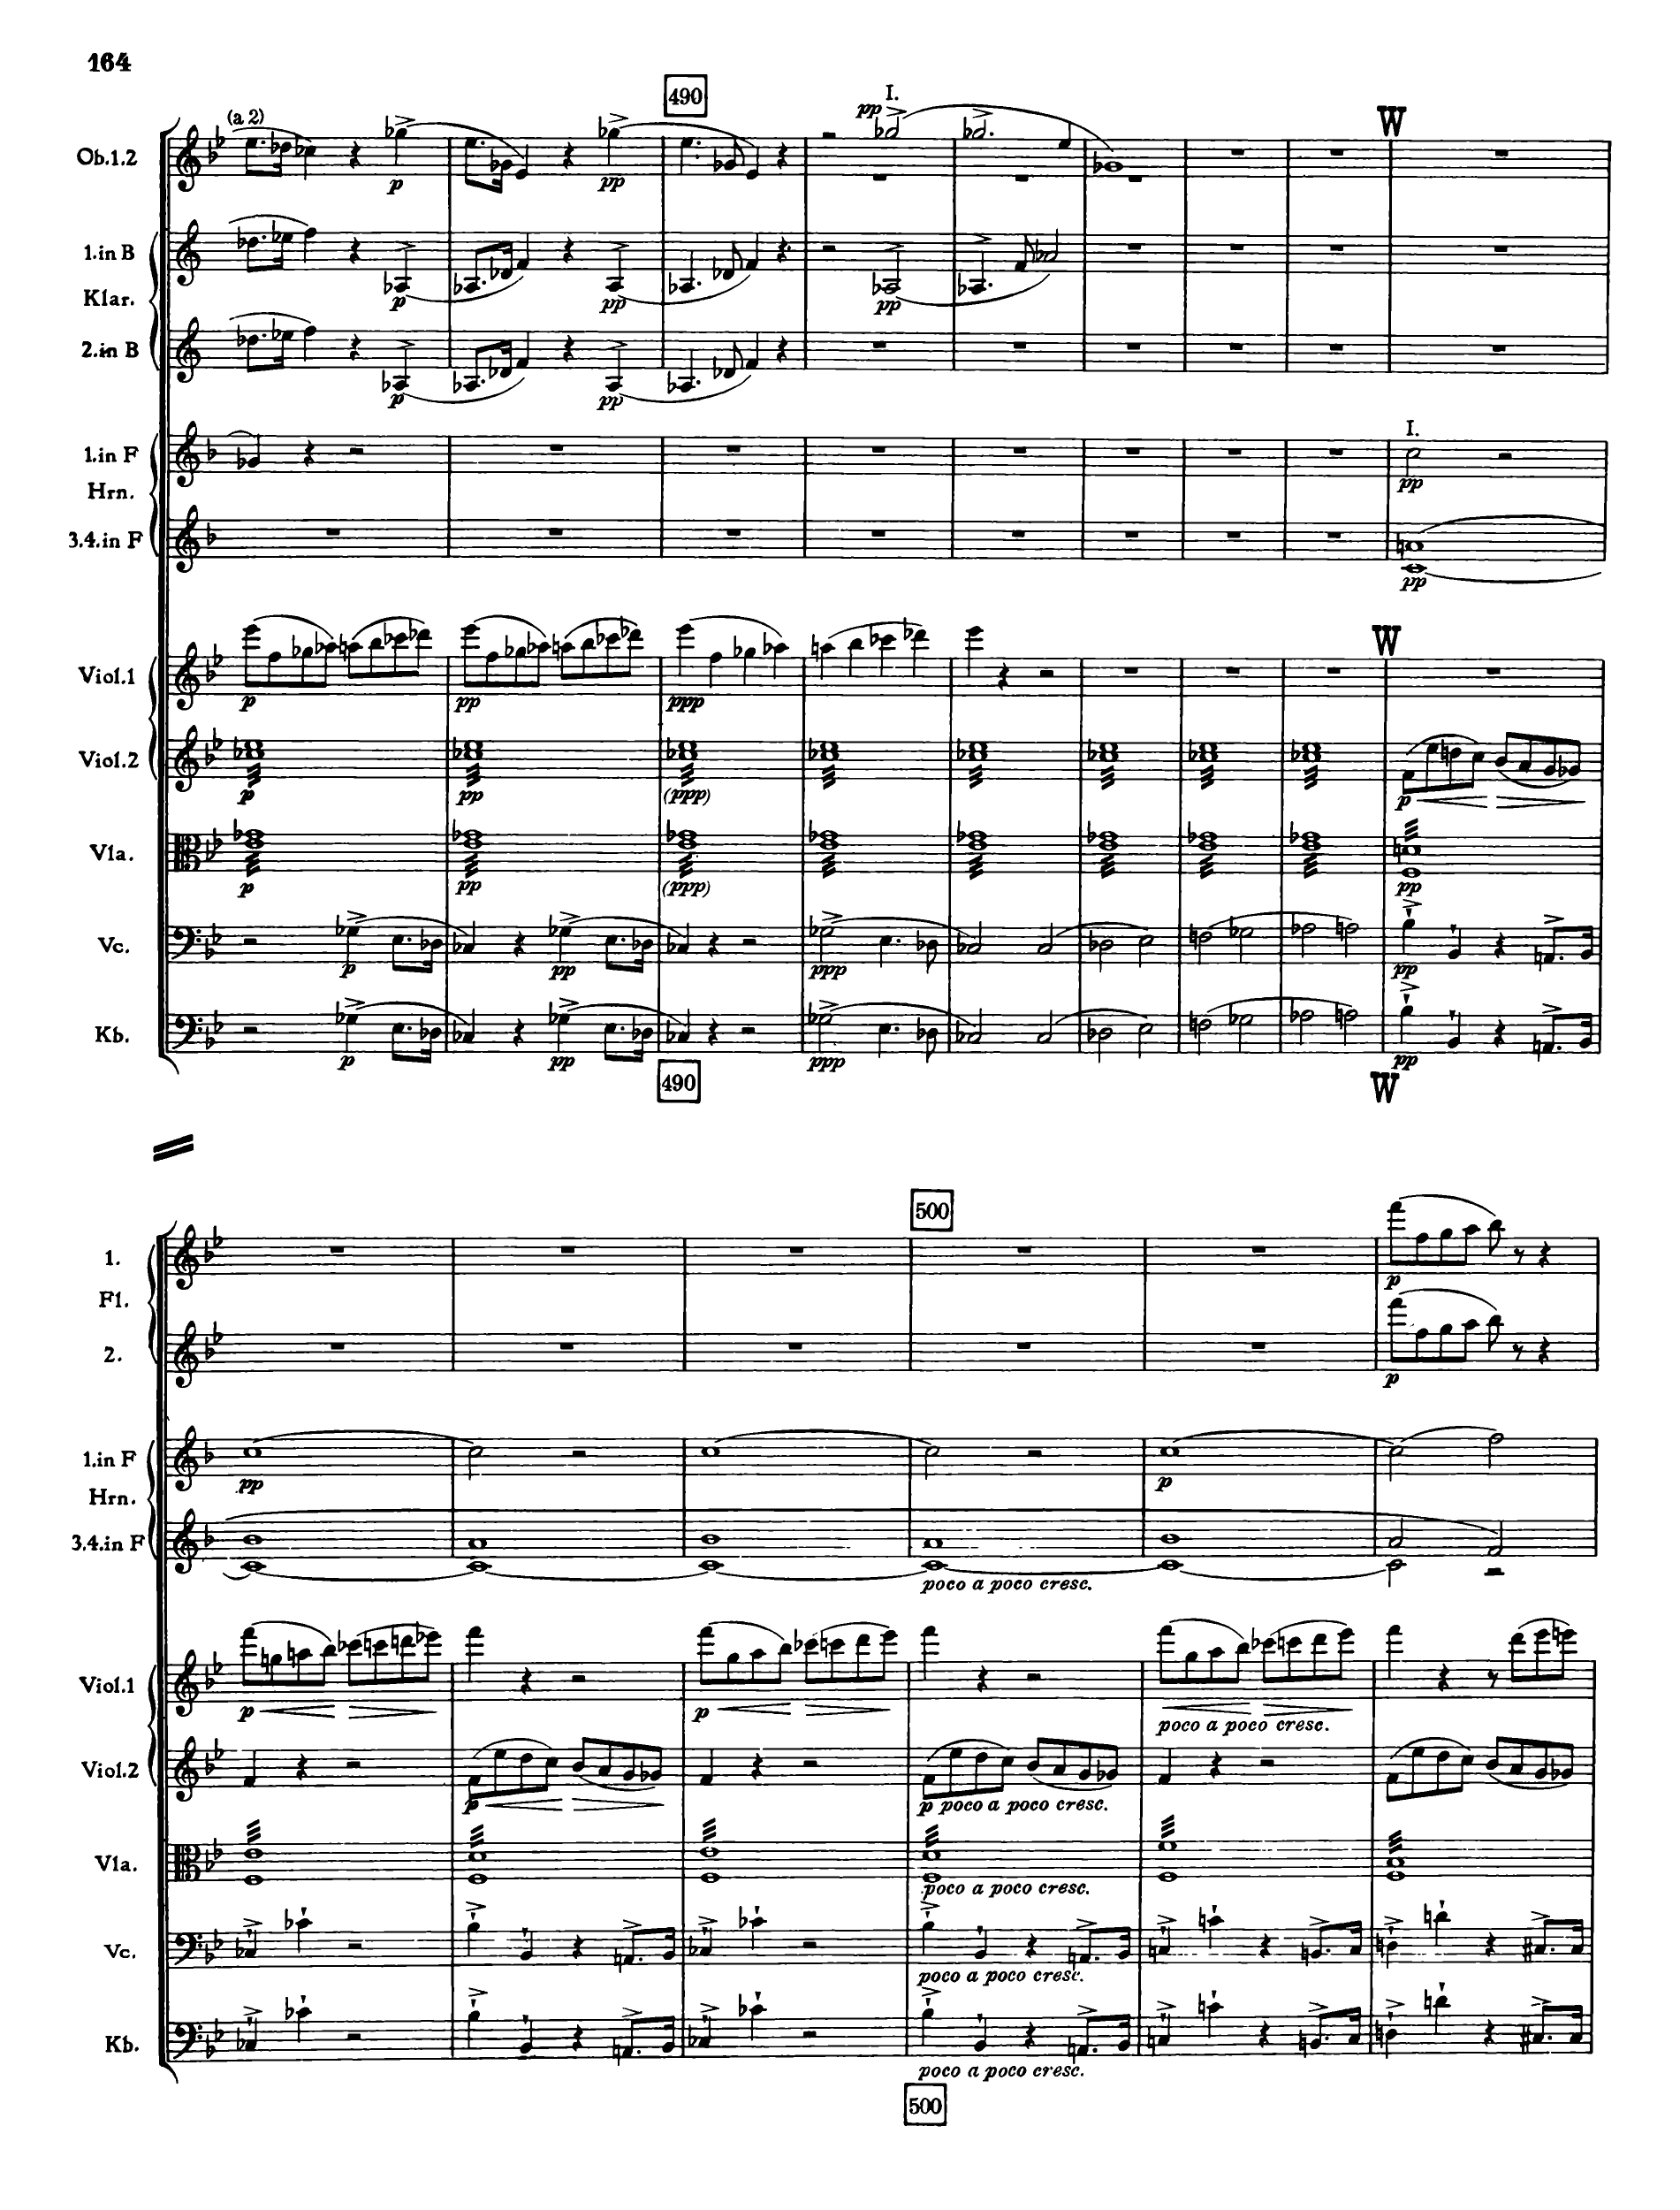 164
490
(a 2) I. W
pp
Ob.1.2
p pp
1.in B
p pp pp
Klar.
2.in B
p pp
I.
1.in F
pp
Hrn.
3.4.in F
pp
W
Viol.1
p pp ppp
Viol.2
p pp (ppp) p
Vla.
p pp (ppp) pp
Vc.
p pp ppp pp
Kb.
p pp ppp pp
490 W
500
1.
p
Fl.
2.
p
1.in F
pp p
Hrn.
3.4.in F
poco a poco cresc.
Viol.1
p p
poco a poco cresc.
Viol.2
p p poco a poco cresc.
Vla.
poco a poco cresc.
Vc.
poco a poco cresc.
Kb.
poco a poco cresc.
500